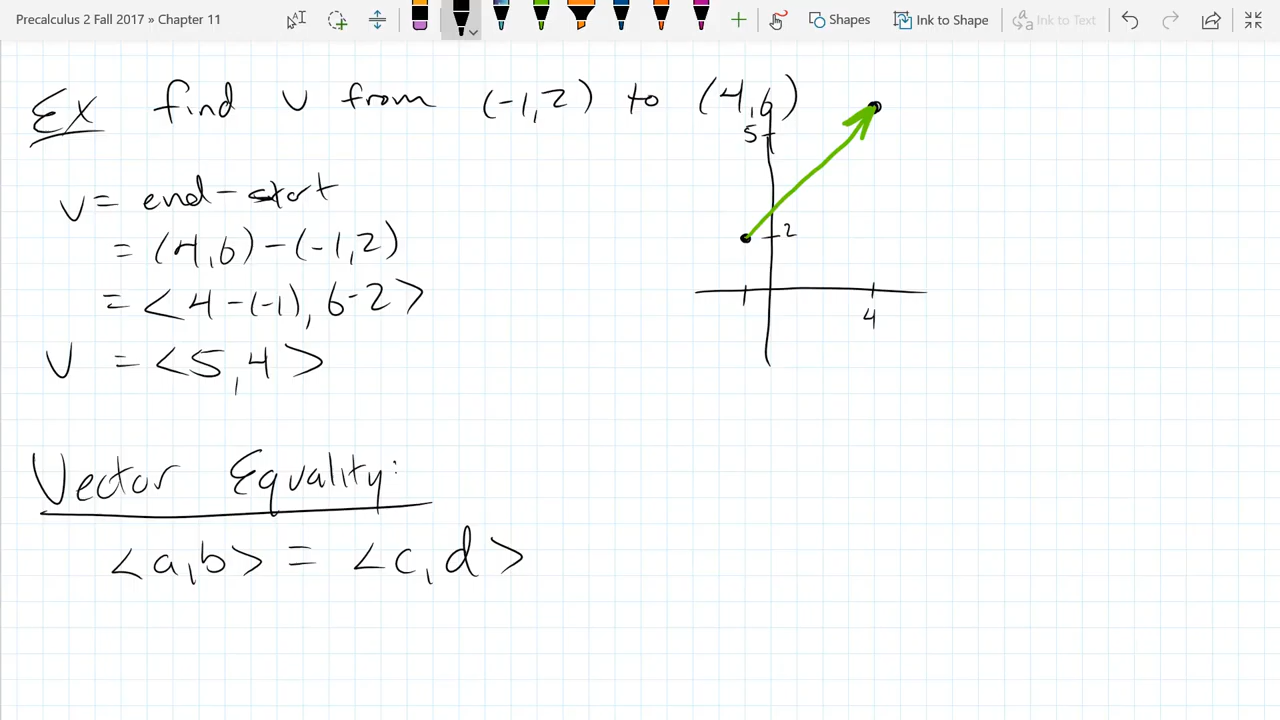 Precalculus 2 Fall 2017 » Chapter 11
Shapes
Ink to Shape
Ink to Text
Ex find v from (-1,2) to (4,6)
v = end - start
= (4,6) - (-1,2)
= <4-(-1), 6-2>
v = <5,4>
5
2
4
Vector Equality:
<a,b> = <c,d>